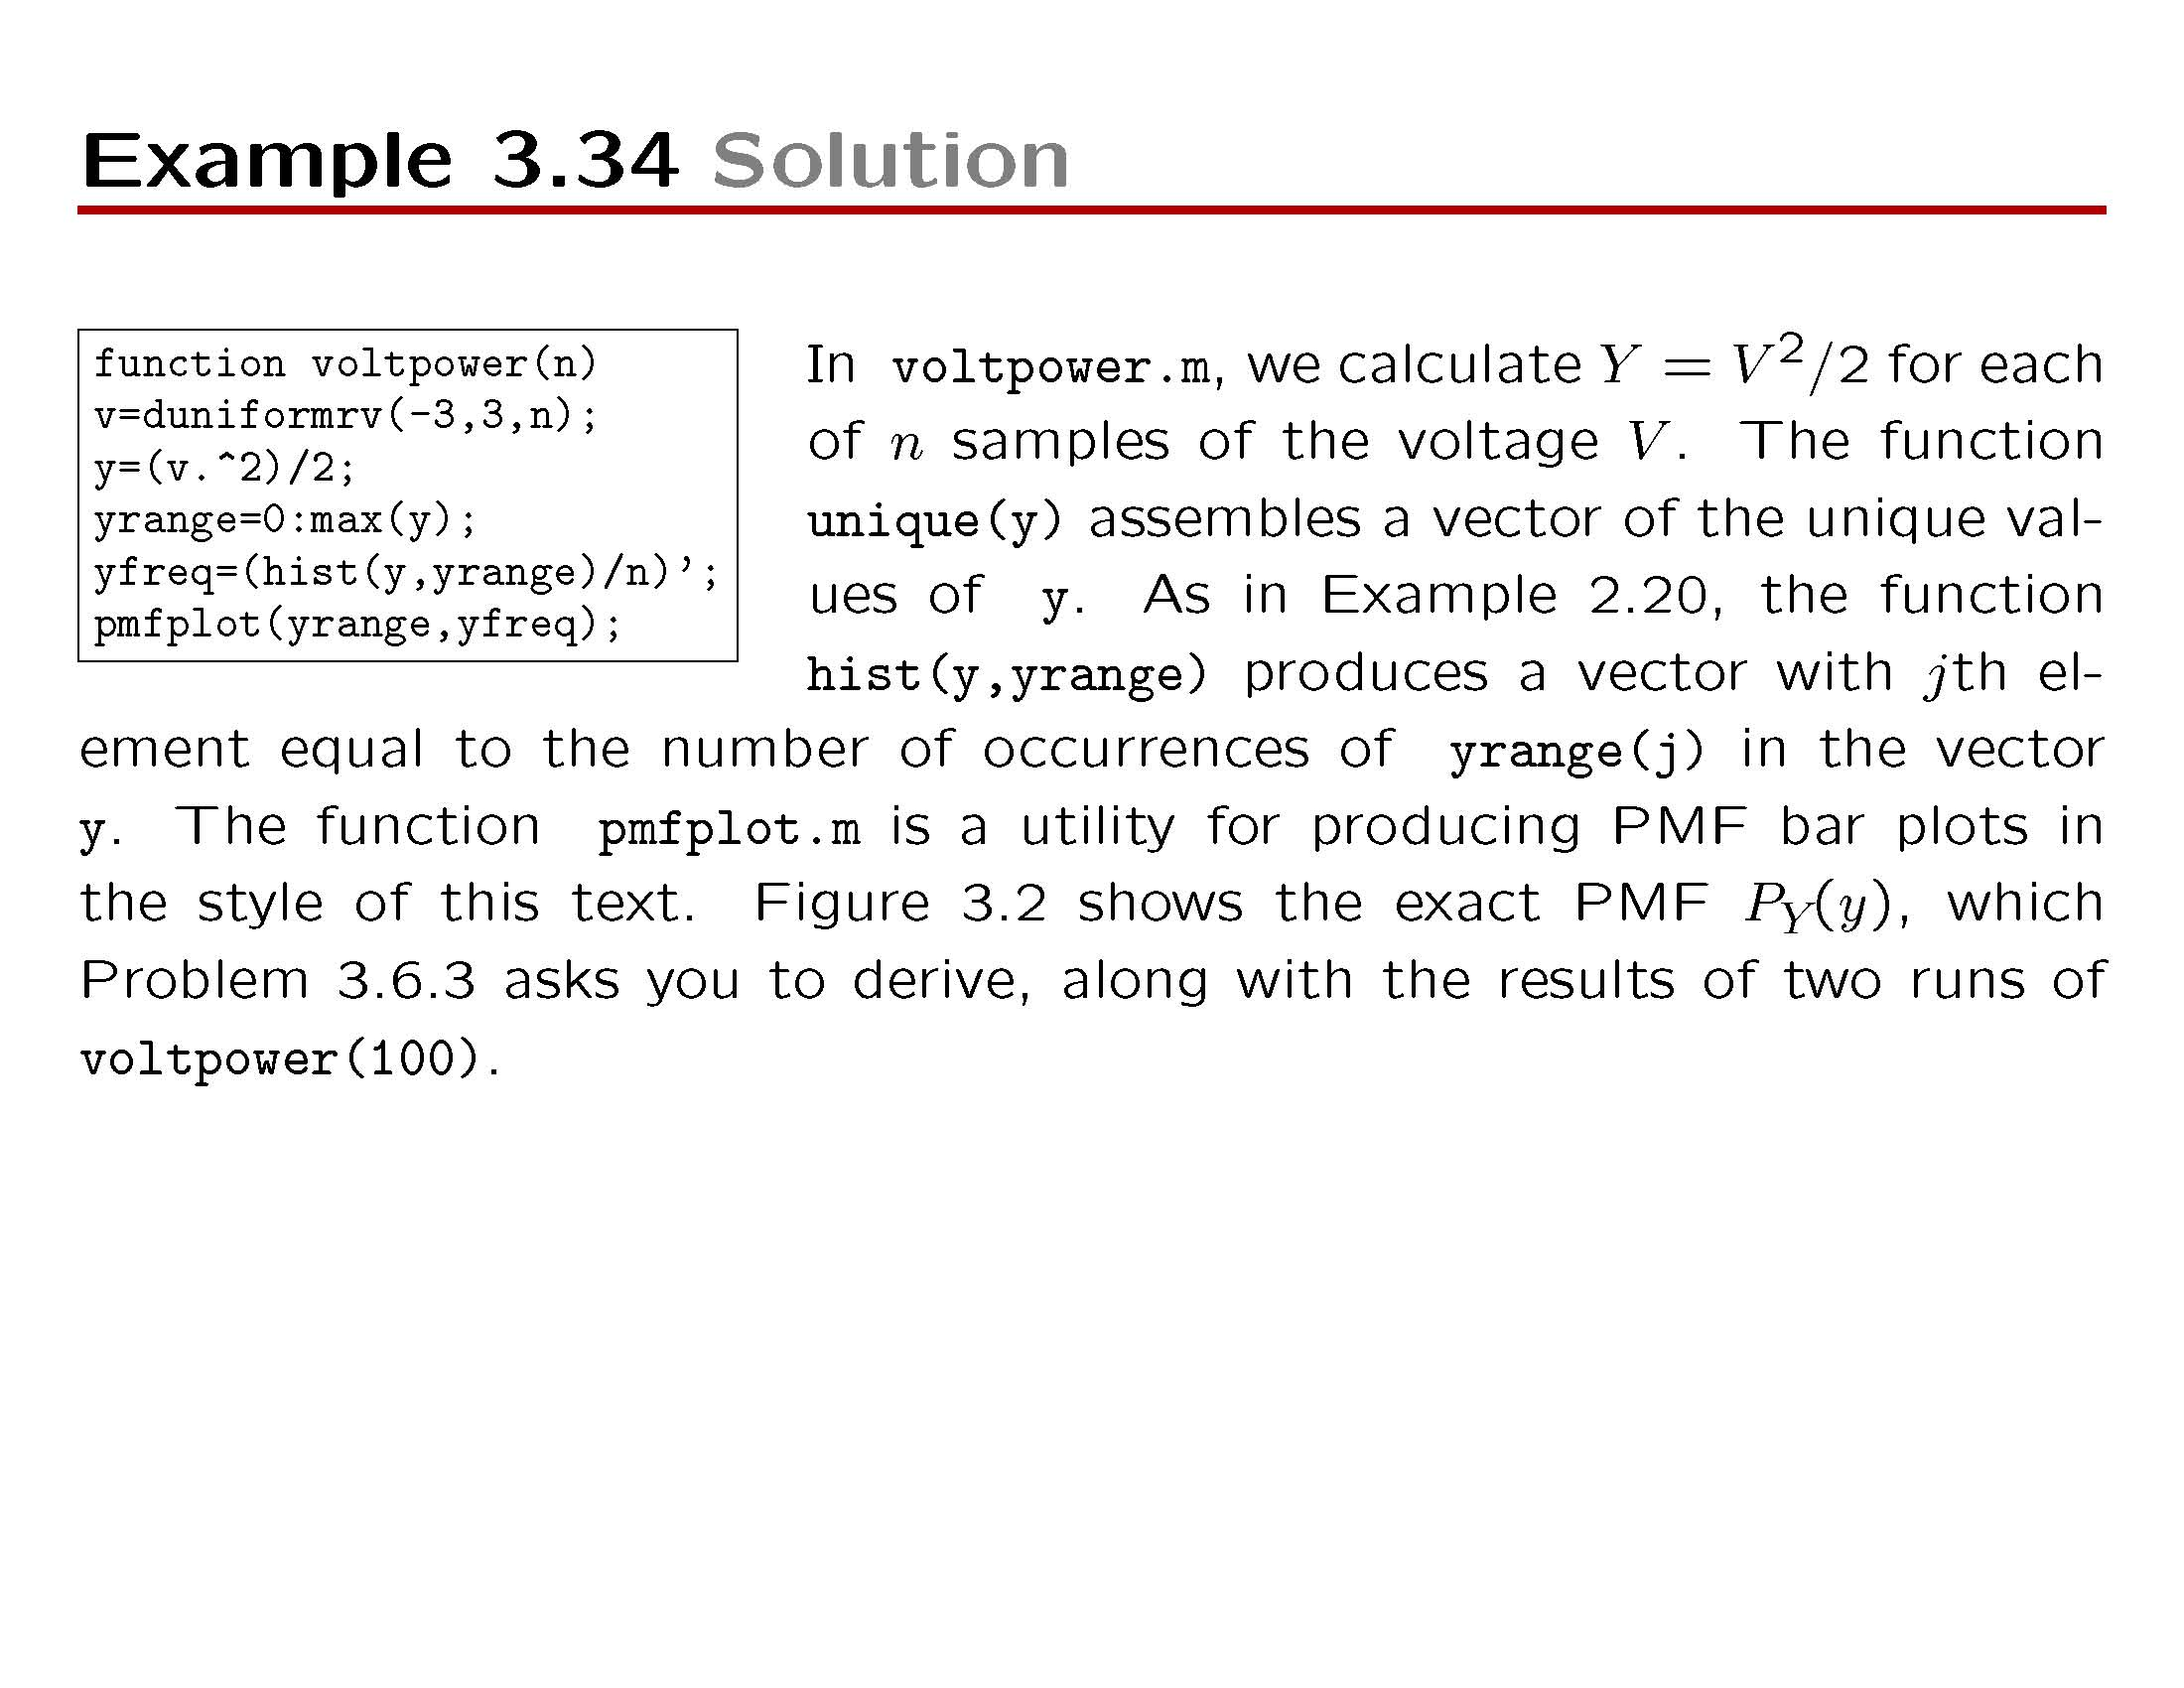 Example 3.34 Solution
function voltpower(n)
v=duniformrv(-3,3,n);
y=(v.^2)/2;
yrange=0:max(y);
yfreq=(hist(y,yrange)/n)’;
pmfplot(yrange,yfreq);
In voltpower.m, we calculate Y = V²/2 for each
of n samples of the voltage V. The function
unique(y) assembles a vector of the unique val-
ues of y. As in Example 2.20, the function
hist(y,yrange) produces a vector with jth el-
ement equal to the number of occurrences of yrange(j) in the vector
y. The function pmfplot.m is a utility for producing PMF bar plots in
the style of this text. Figure 3.2 shows the exact PMF P_Y(y), which
Problem 3.6.3 asks you to derive, along with the results of two runs of
voltpower(100).